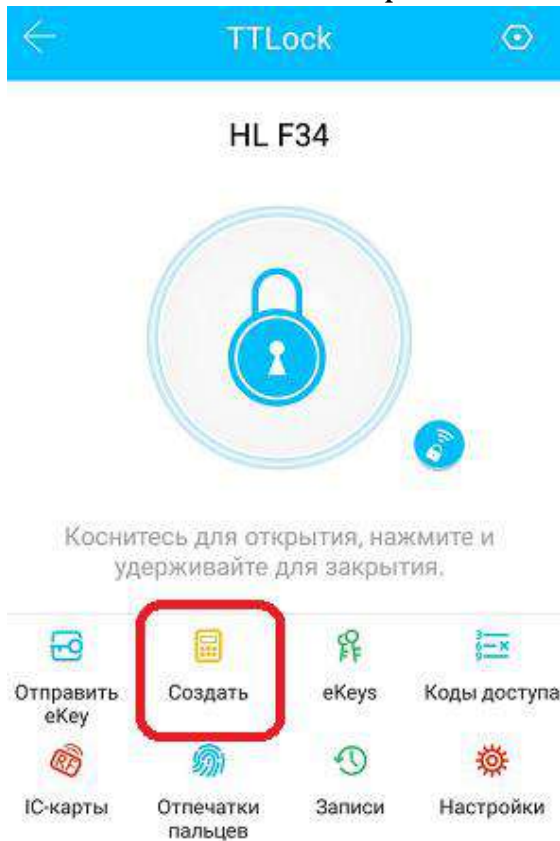 TTLock
HL F34
Коснитесь для открытия, нажмите и
удерживайте для закрытия.
Отправить
eKey
Создать
eKeys
Коды доступа
IC-карты
Отпечатки
пальцев
Записи
Настройки